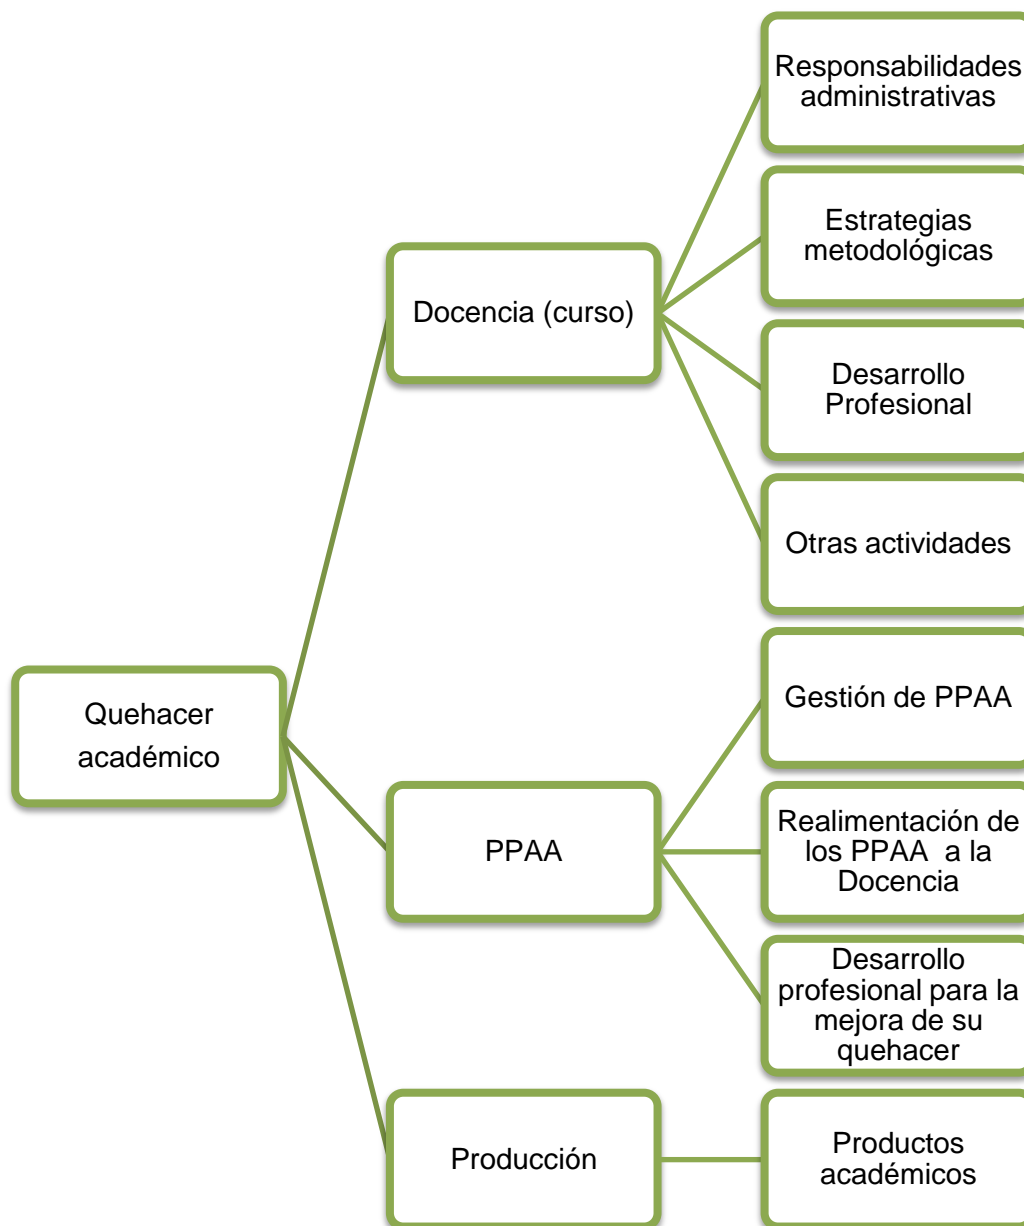 Responsabilidades
administrativas
Estrategias
metodológicas
Docencia (curso)
Desarrollo
Profesional
Otras actividades
Quehacer
académico
Gestión de PPAA
PPAA
Realimentación de
los PPAA a la
Docencia
Desarrollo
profesional para la
mejora de su
quehacer
Producción
Productos
académicos